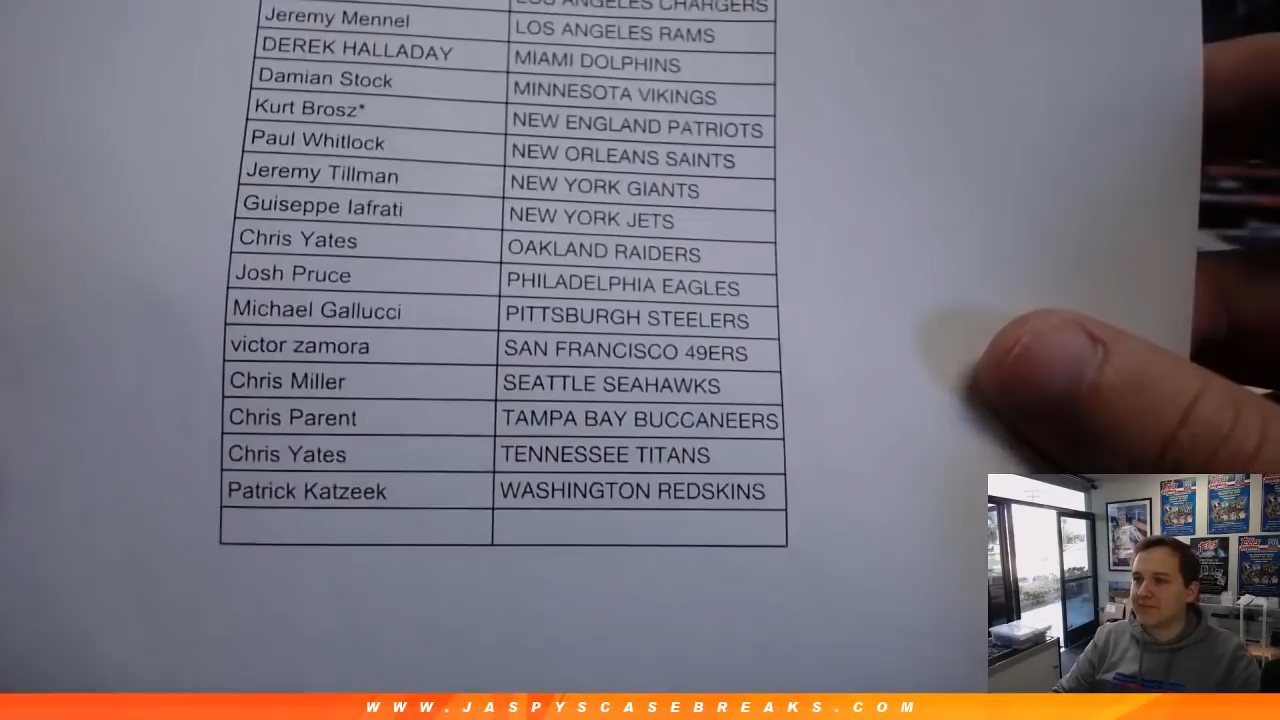 LOS ANGELES CHARGERS
Jeremy Mennel LOS ANGELES RAMS
DEREK HALLADAY MIAMI DOLPHINS
Damian Stock MINNESOTA VIKINGS
Kurt Brosz* NEW ENGLAND PATRIOTS
Paul Whitlock NEW ORLEANS SAINTS
Jeremy Tillman NEW YORK GIANTS
Guiseppe Iafrati NEW YORK JETS
Chris Yates OAKLAND RAIDERS
Josh Pruce PHILADELPHIA EAGLES
Michael Gallucci PITTSBURGH STEELERS
victor zamora SAN FRANCISCO 49ERS
Chris Miller SEATTLE SEAHAWKS
Chris Parent TAMPA BAY BUCCANEERS
Chris Yates TENNESSEE TITANS
Patrick Katzeek WASHINGTON REDSKINS
WWW.JASPYSCASEBREAKS.COM